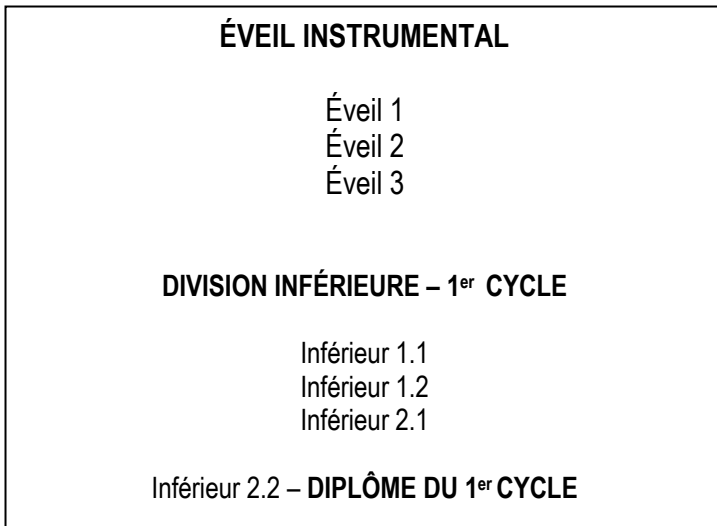 ÉVEIL INSTRUMENTAL
Éveil 1
Éveil 2
Éveil 3
DIVISION INFÉRIEURE – 1er CYCLE
Inférieur 1.1
Inférieur 1.2
Inférieur 2.1
Inférieur 2.2 – DIPLÔME DU 1er CYCLE